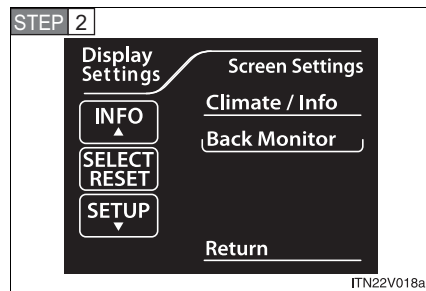 STEP 2
Display
Settings
Screen Settings
INFO
▲
SELECT
RESET
SETUP
▼
Climate / Info
Back Monitor
Return
ITN22V018a